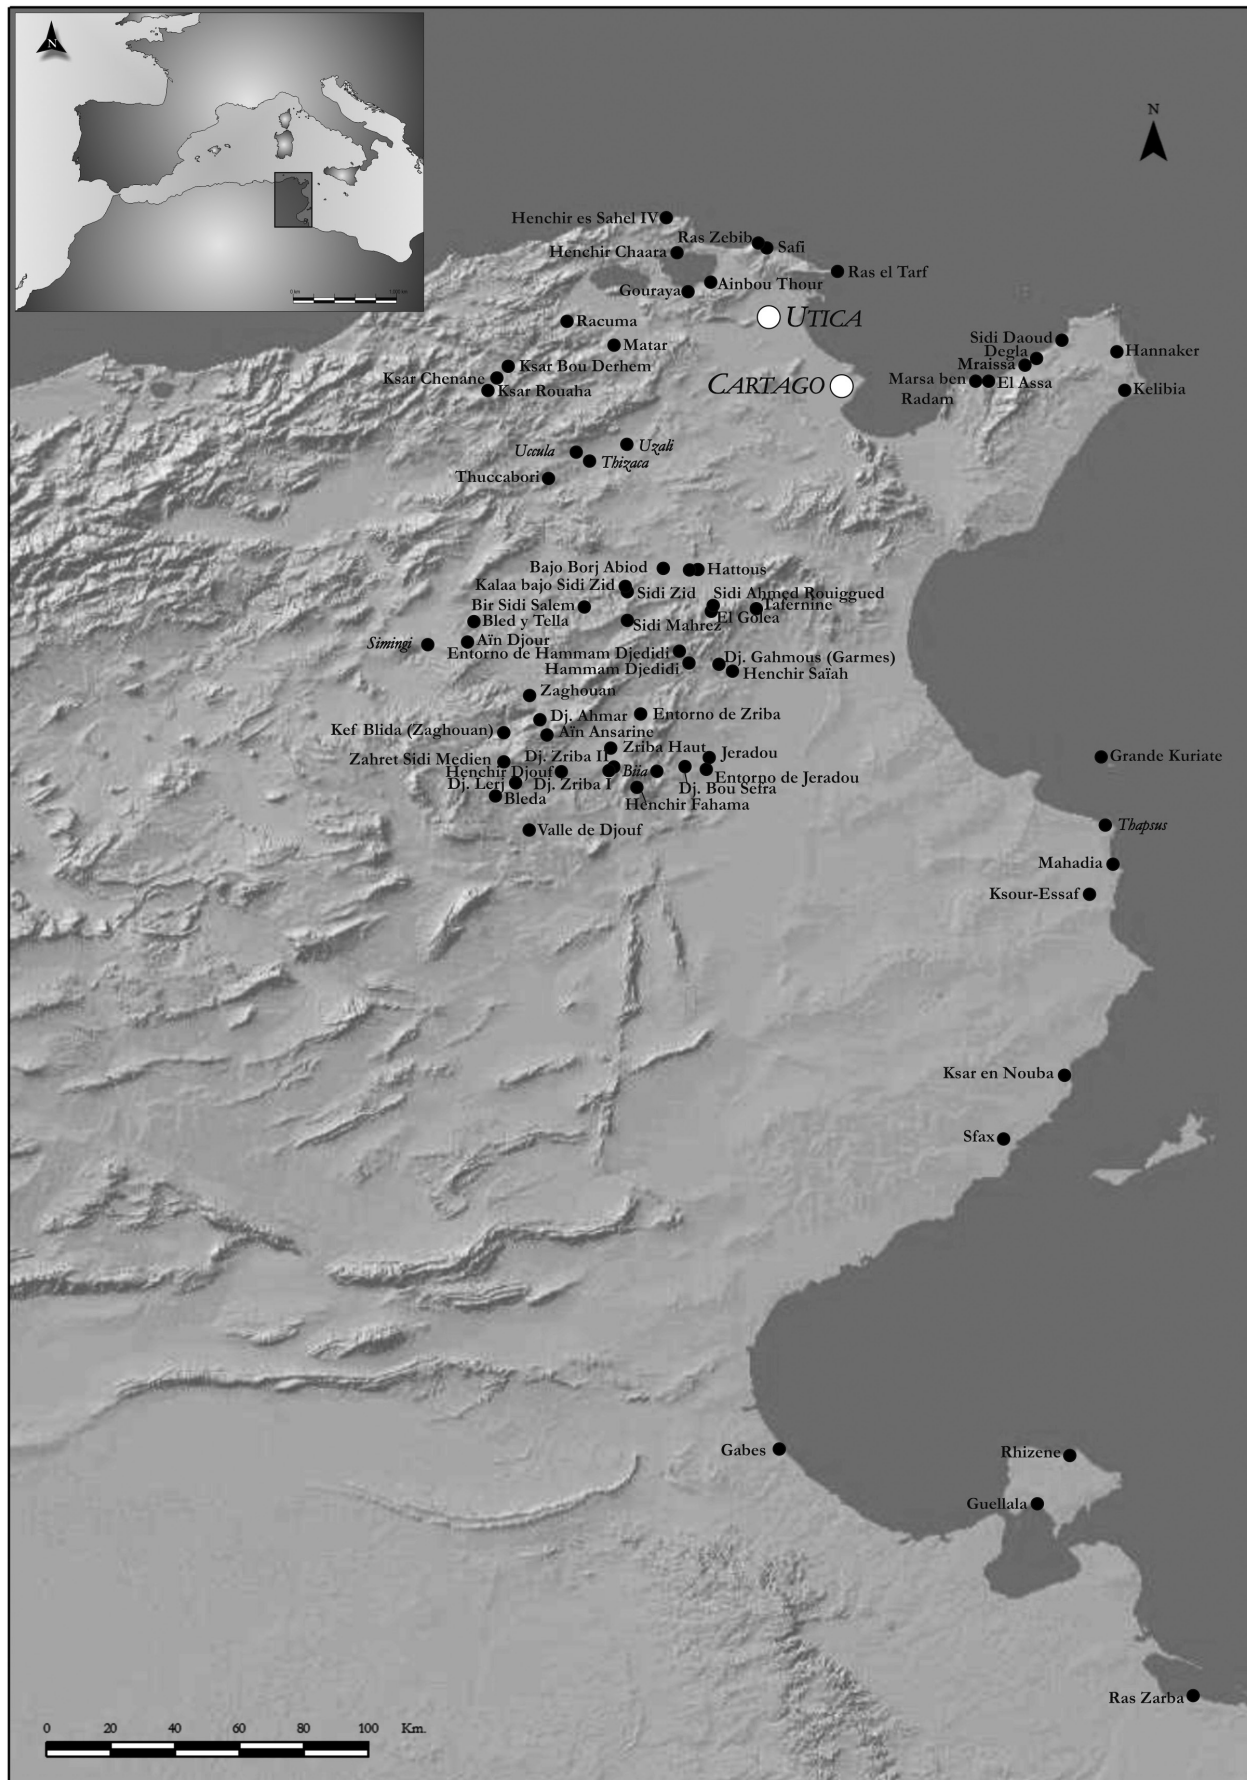 N
0 km
1.000 km
N
Henchir es Sahel IV
Ras Zebib
Safi
Henchir Chaara
Ras el Tarf
Ainbou Thour
Gouraya
UTICA
Racuma
Matar
Sidi Daoud
Hannaker
Degla
Mraissa
Ksar Bou Derhem
Ksar Chenane
CARTAGO
Marsa ben
Radam
El Assa
Ksar Rouaha
Kelibia
Uzali
Uccula
Thizaca
Thuccabori
Bajo Borj Abiod
Hattous
Kalaa bajo Sidi Zid
Sidi Zid
Sidi Ahmed Rouiggued
Bir Sidi Salem
Tafernine
El Golea
Bled y Tella
Sidi Mahrez
Simingi
Aïn Djour
Entorno de Hammam Djedidi
Dj. Gahmous (Garmes)
Hammam Djedidi
Henchir Saïah
Zaghouan
Dj. Ahmar
Entorno de Zriba
Kef Blida (Zaghouan)
Aïn Ansarine
Zriba Haut
Jeradou
Zahret Sidi Medien
Dj. Zriba II
Grande Kuriate
Henchir Djouf
Biia
Entorno de Jeradou
Dj. Lerj
Dj. Zriba I
Dj. Bou Sefra
Bleda
Henchir Fahama
Valle de Djouf
Thapsus
Mahadia
Ksour-Essaf
Ksar en Nouba
Sfax
Gabes
Rhizene
Guellala
Ras Zarba
0 20 40 60 80 100 Km.